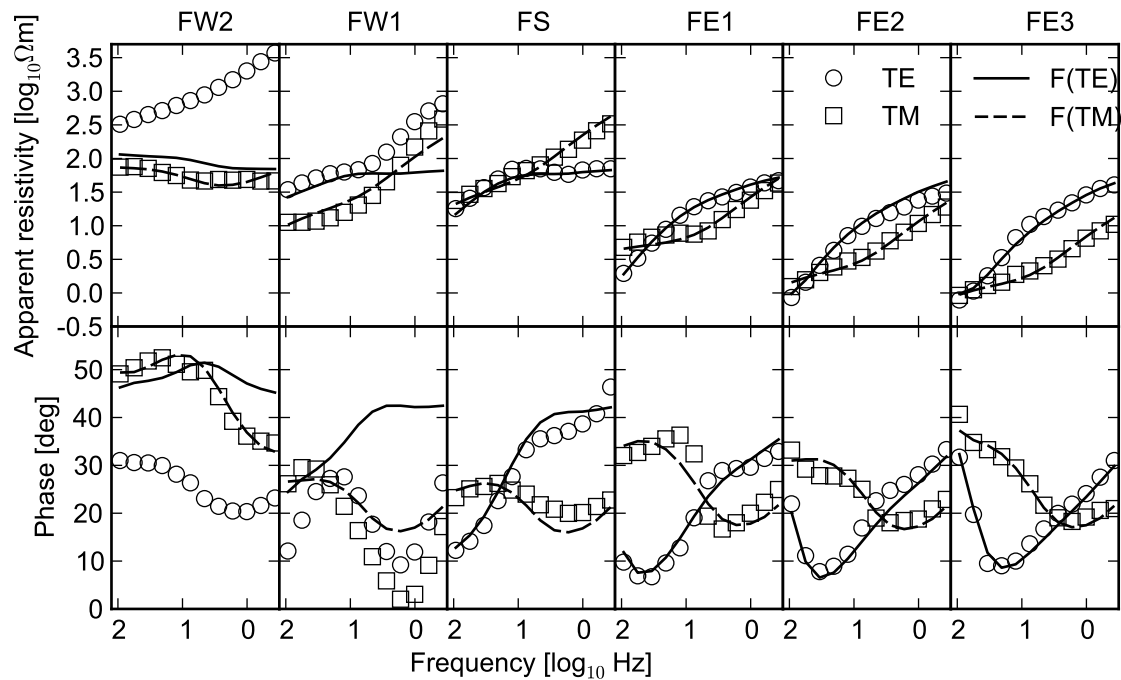 FW2 FW1 FS FE1 FE2 FE3
Apparent resistivity [log₁₀Ωm]
3.5
3.0
2.5
2.0
1.5
1.0
0.5
0.0
-0.5
TE F(TE)
TM F(TM)
Phase [deg]
50
40
30
20
10
0
2 1 0 2 1 0 2 1 0 2 1 0 2 1 0 2 1 0
Frequency [log₁₀ Hz]